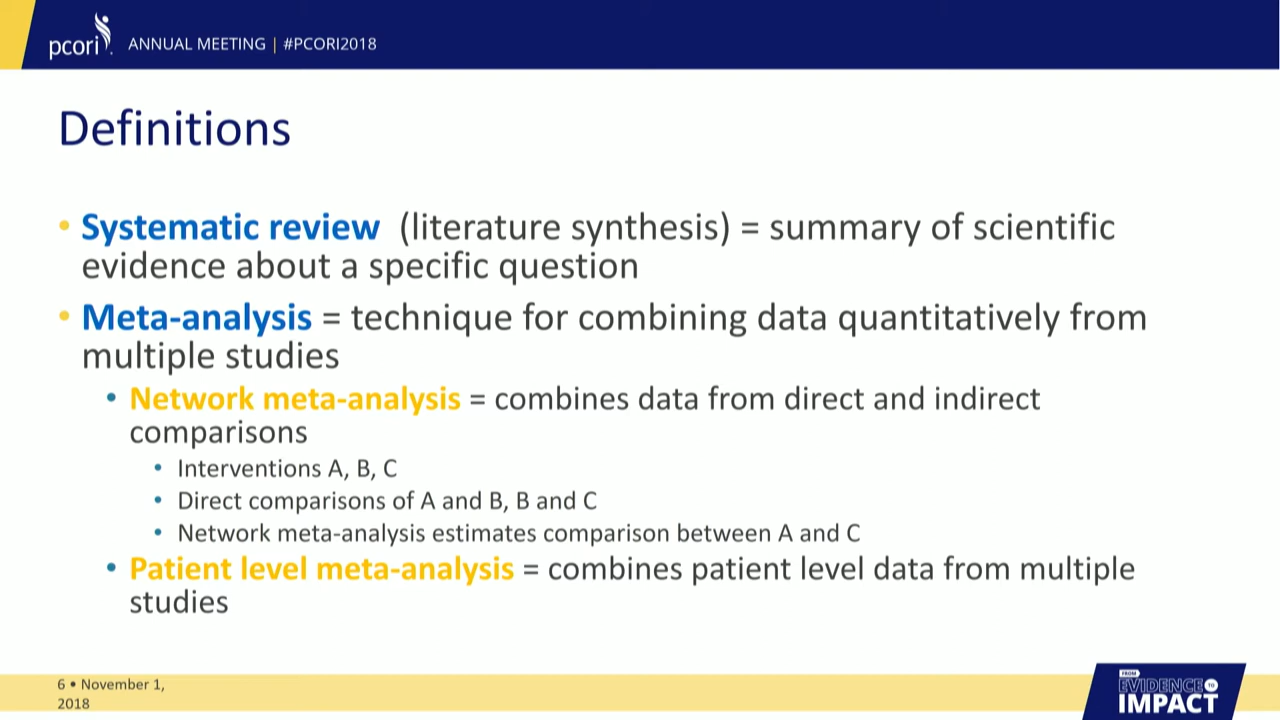 pcori
ANNUAL MEETING | #PCORI2018
Definitions
• Systematic review (literature synthesis) = summary of scientific
evidence about a specific question
• Meta-analysis = technique for combining data quantitatively from
multiple studies
• Network meta-analysis = combines data from direct and indirect
comparisons
• Interventions A, B, C
• Direct comparisons of A and B, B and C
• Network meta-analysis estimates comparison between A and C
• Patient level meta-analysis = combines patient level data from multiple
studies
6 • November 1,
2018
FROM
EVIDENCE TO
IMPACT